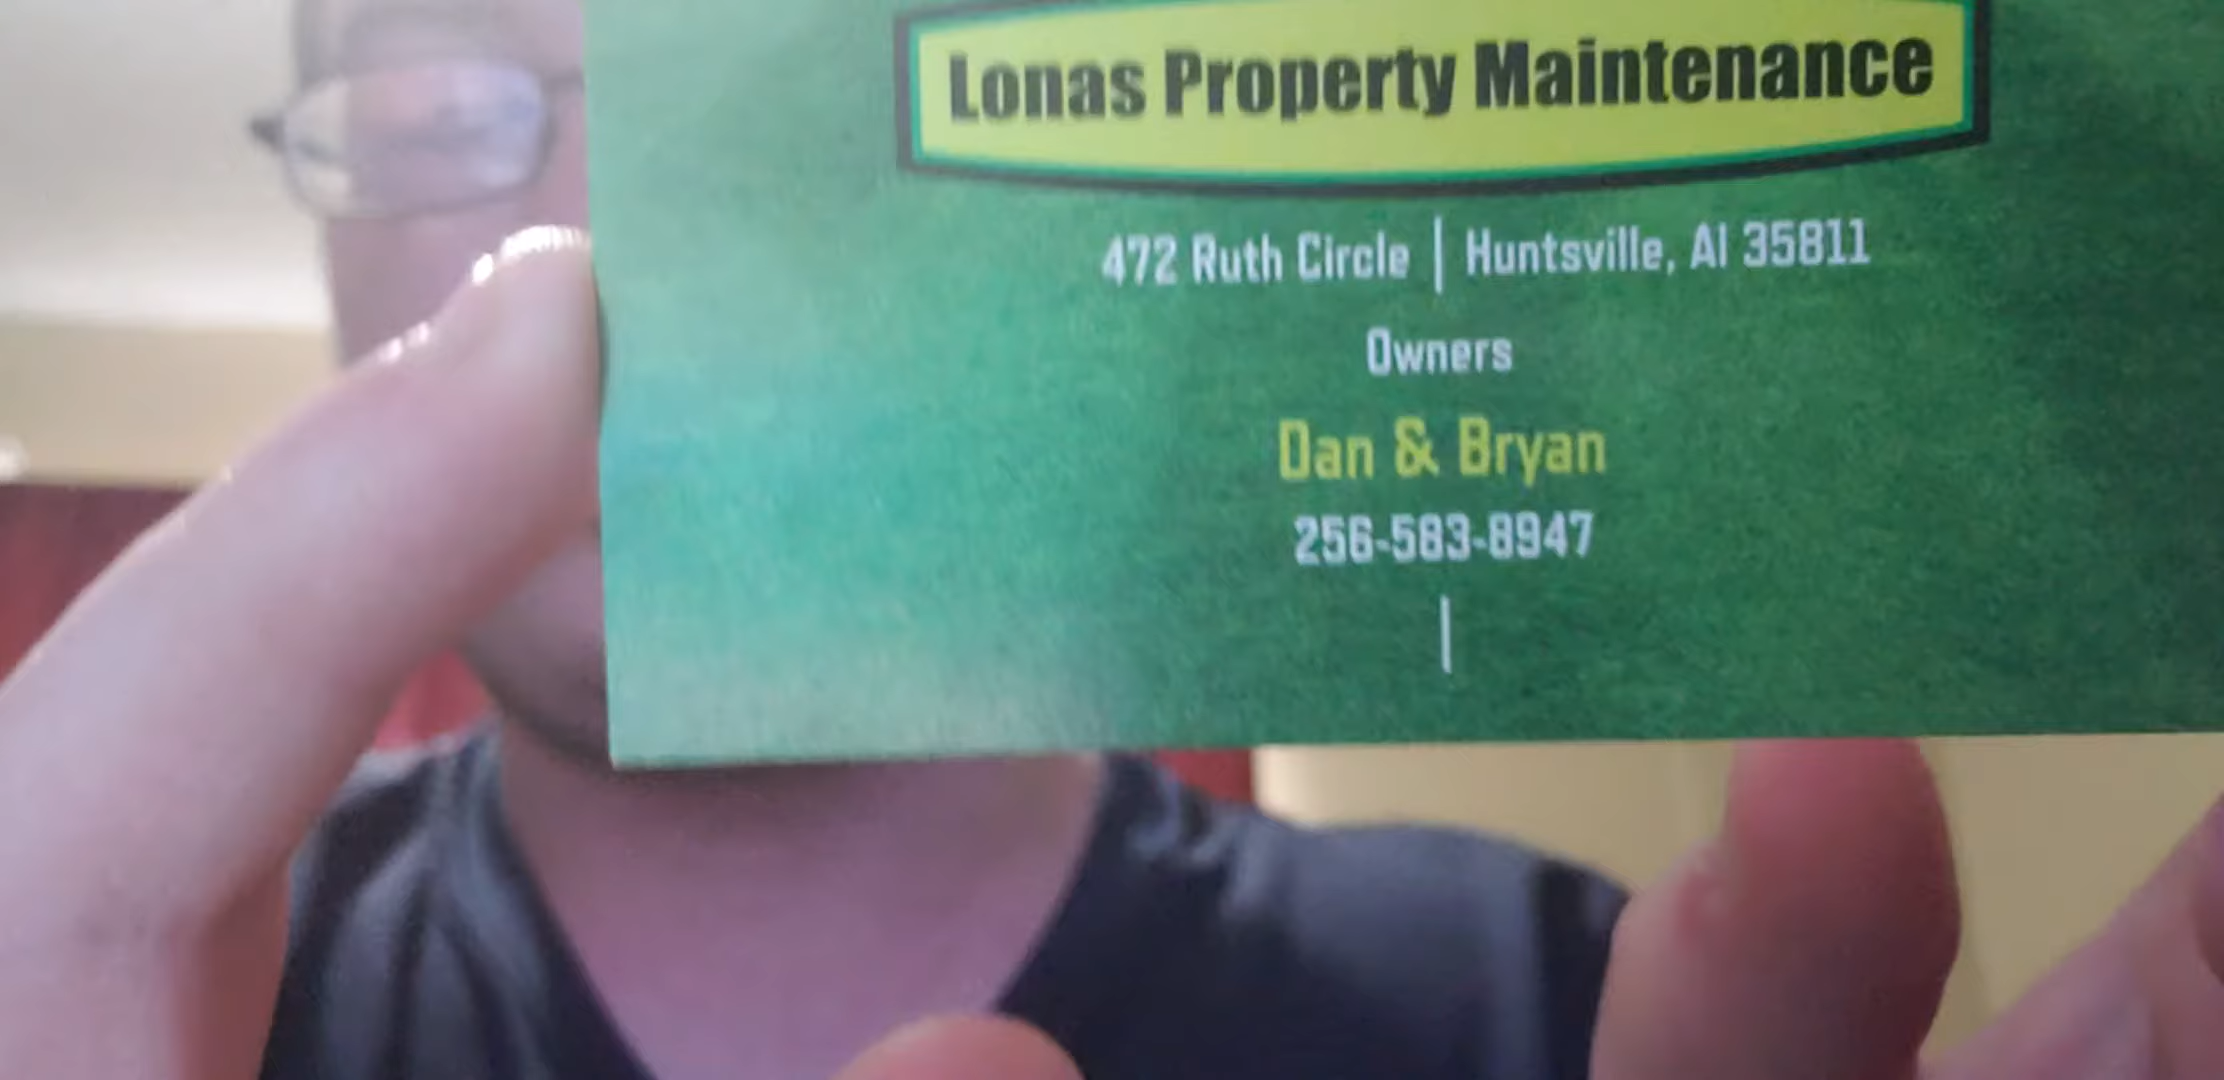 Lonas Property Maintenance
472 Ruth Circle | Huntsville, Al 35811
Owners
Dan & Bryan
256-583-8947
|